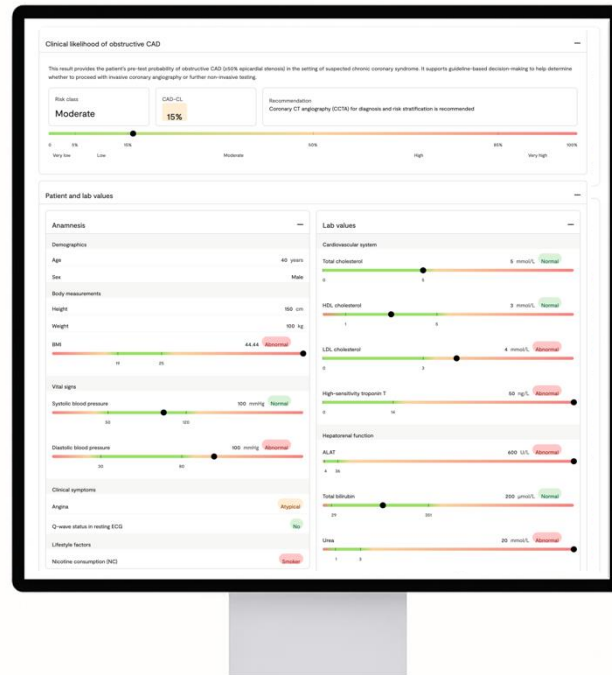 Clinical likelihood of obstructive CAD
This result provides the patient's pre-test probability of obstructive CAD (≥50% epicardial stenosis) in the setting of suspected chronic coronary syndrome. It supports guideline-based decision-making to help determine
whether to proceed with invasive coronary angiography or further non-invasive testing.
Risk class
Moderate
CAD-CL
15%
Recommendation
Coronary CT angiography (CCTA) for diagnosis and risk stratification is recommended
0 5% 15% 50% 85% 100%
Very low Low Moderate High Very high
Patient and lab values
Anamnesis
Demographics
Age 40 years
Sex Male
Body measurements
Height 150 cm
Weight 100 kg
BMI 44.44 Abnormal
19 25
Vital signs
Systolic blood pressure 100 mmHg Normal
120
Diastolic blood pressure 100 mmHg Abnormal
Clinical symptoms
Angina Atypical
Q-wave status in resting ECG No
Lifestyle factors
Nicotine consumption (NC) Smoker
Lab values
Cardiovascular system
Total cholesterol 5 mmol/L Normal
0 5
HDL cholesterol 3 mmol/L Normal
1
LDL cholesterol 4 mmol/L Abnormal
0 3
High-sensitivity troponin T 50 ng/L Abnormal
0 14
Hepatorenal function
ALAT 600 U/L Abnormal
Total bilirubin 200 µmol/L Normal
Urea 20 mmol/L Abnormal